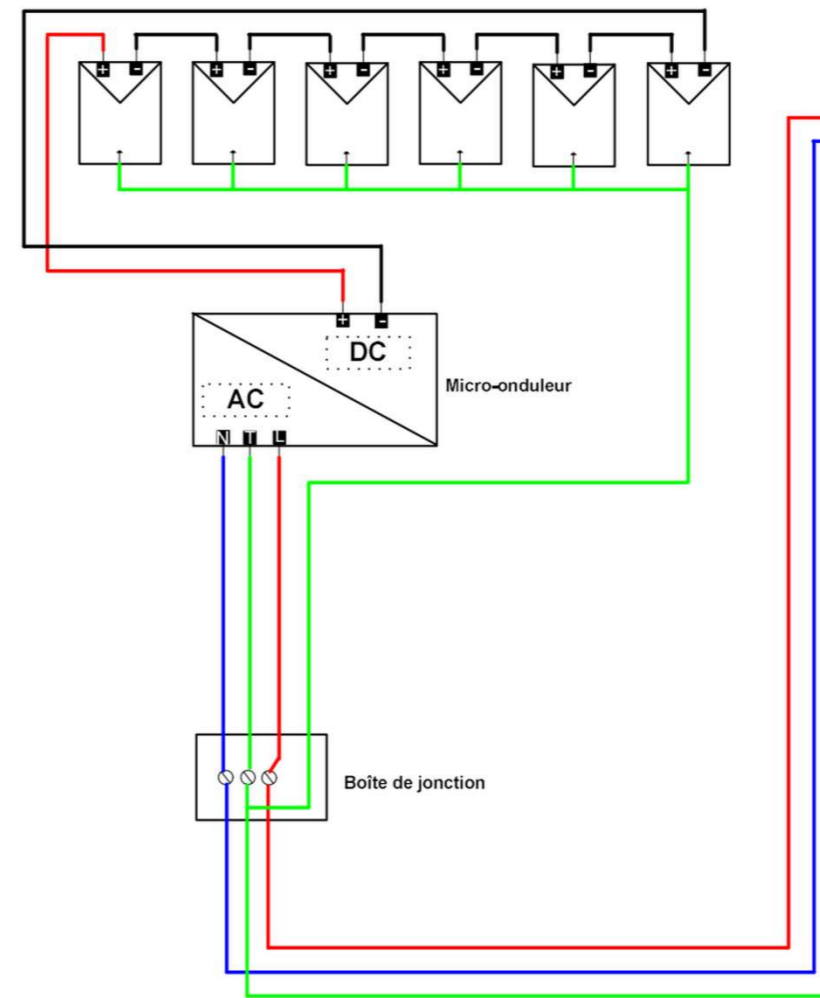 + - + - + - + - + - + -
+ -
DC
Micro-onduleur
AC
N T L
Boîte de jonction